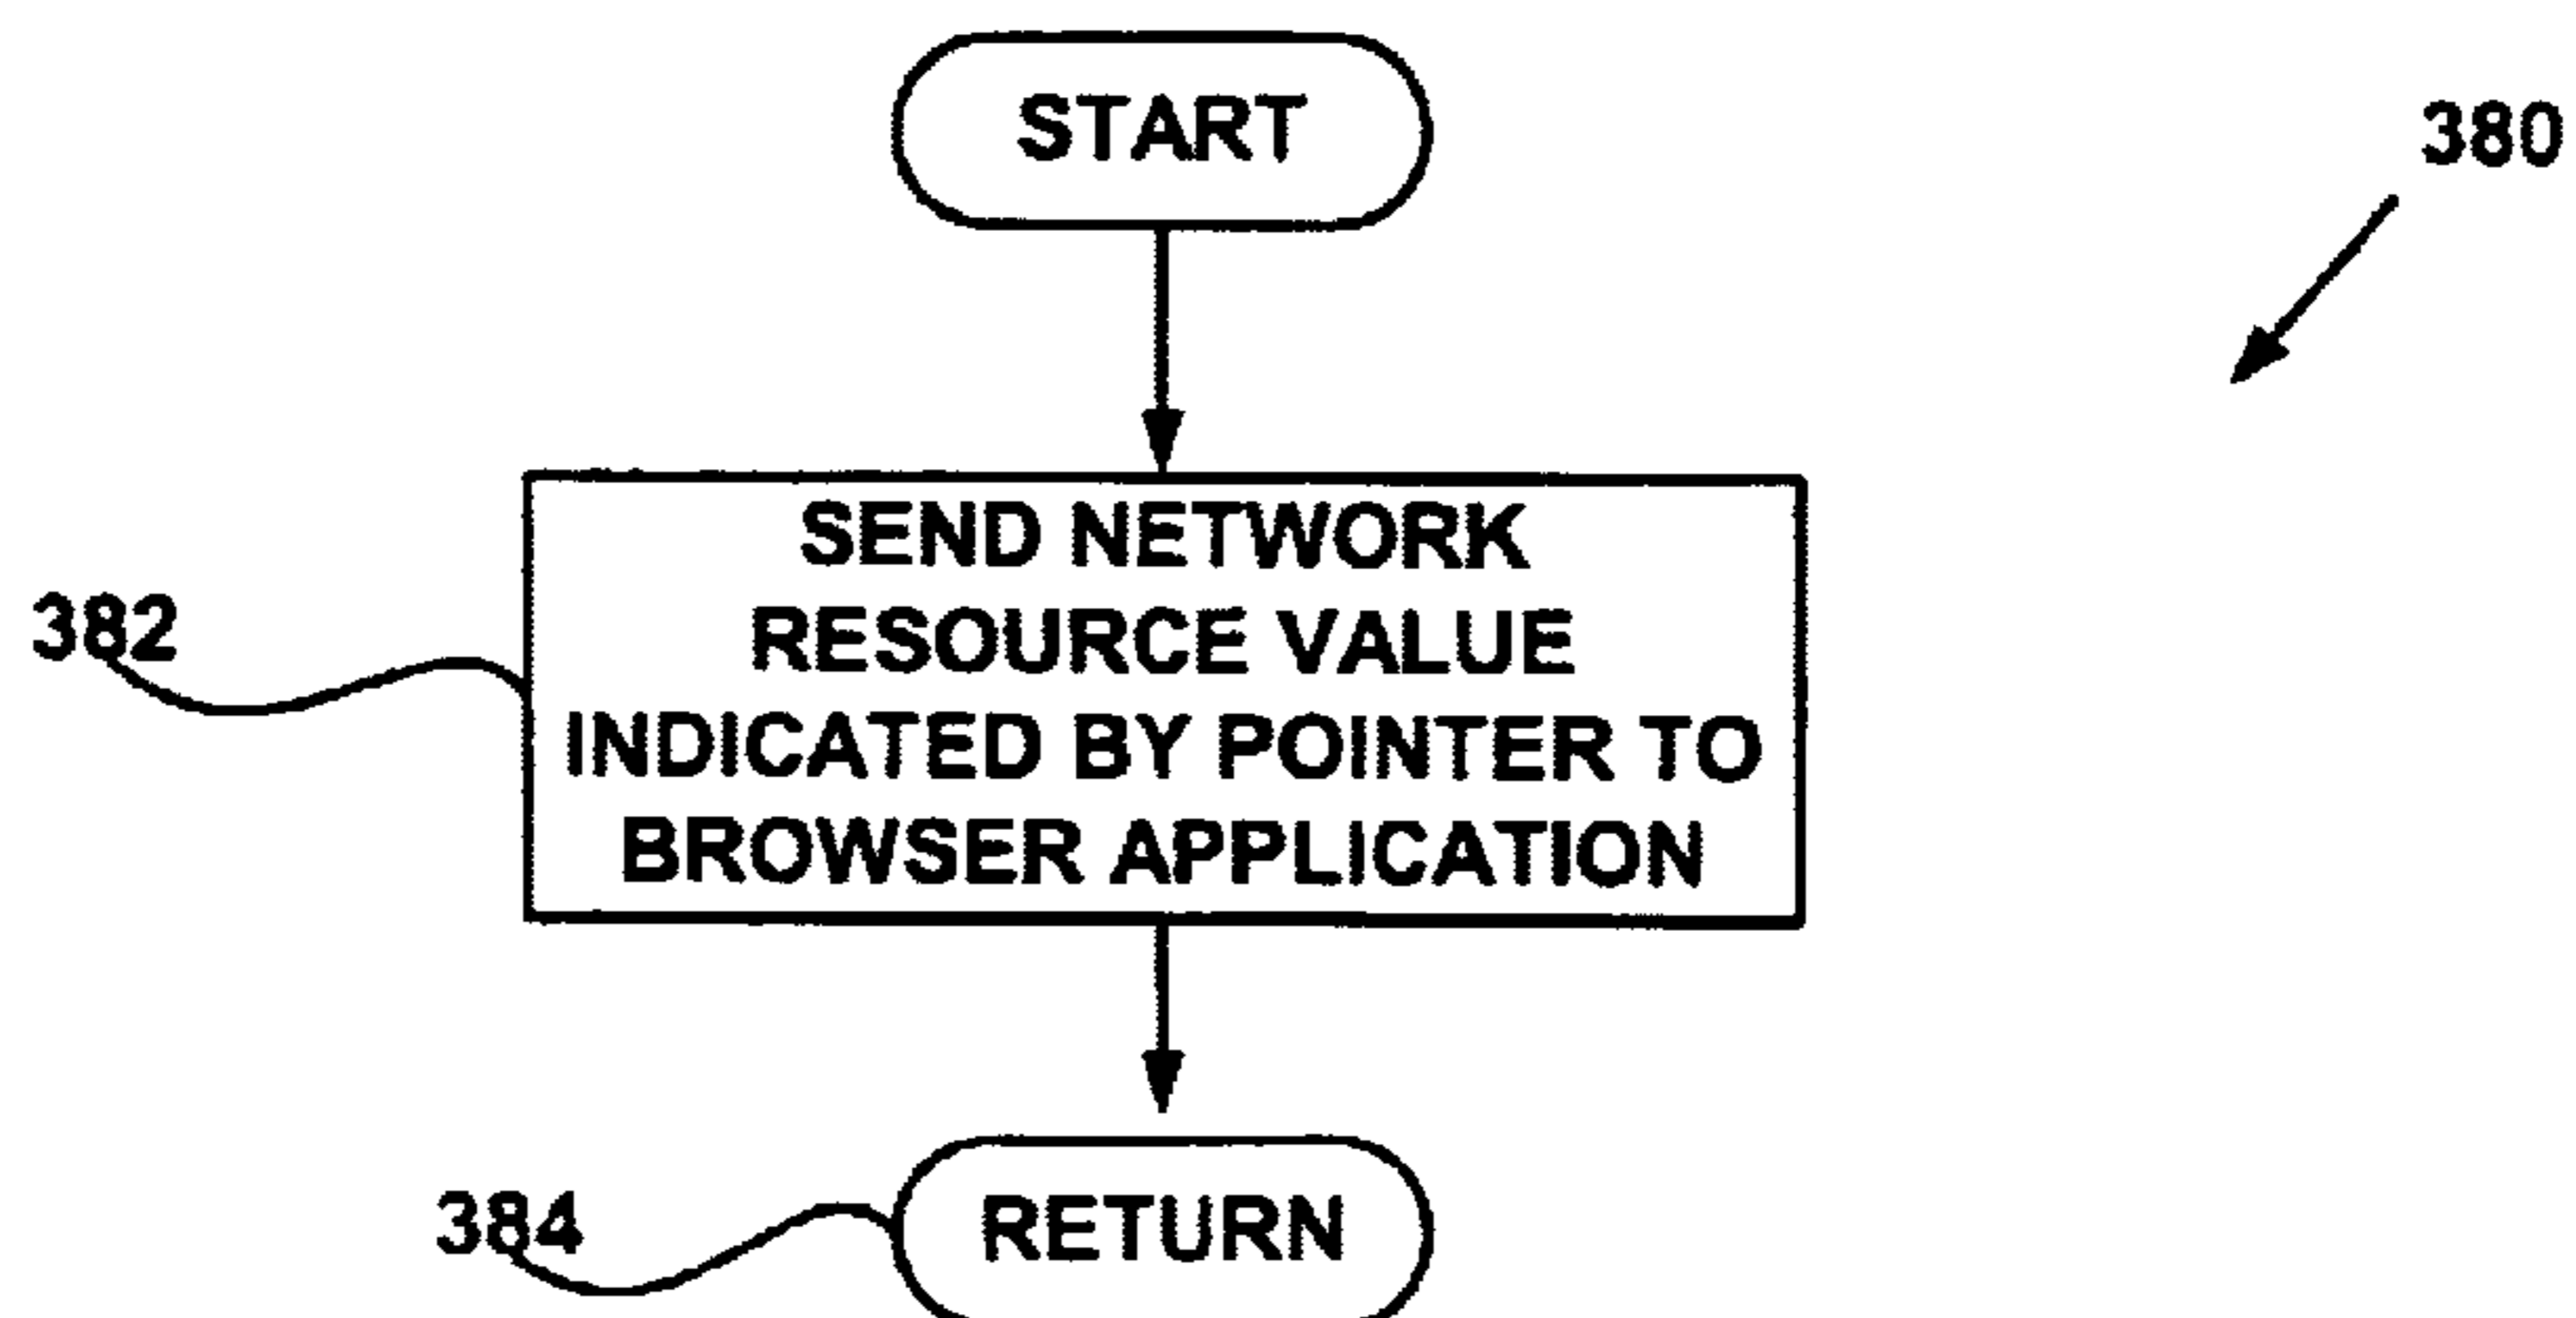 START
380
SEND NETWORK
RESOURCE VALUE
382
INDICATED BY POINTER TO
BROWSER APPLICATION
384
RETURN